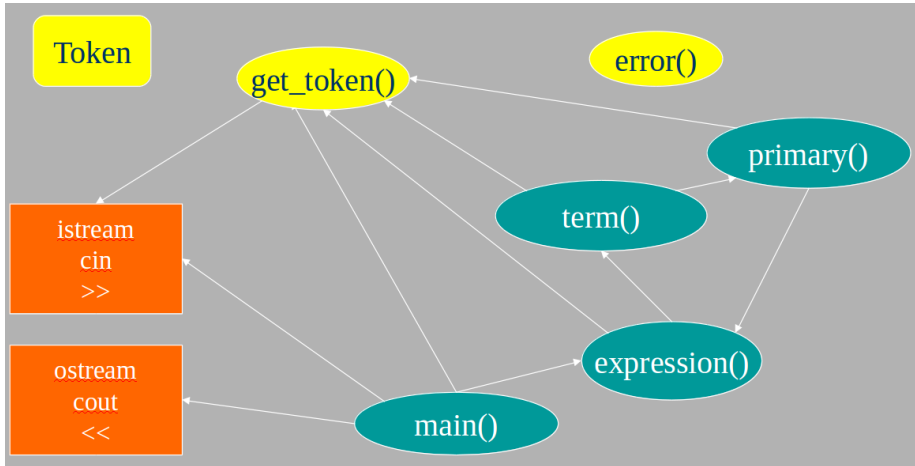 Token
get_token()
error()
primary()
term()
istream
cin
>>
expression()
ostream
cout
<<
main()